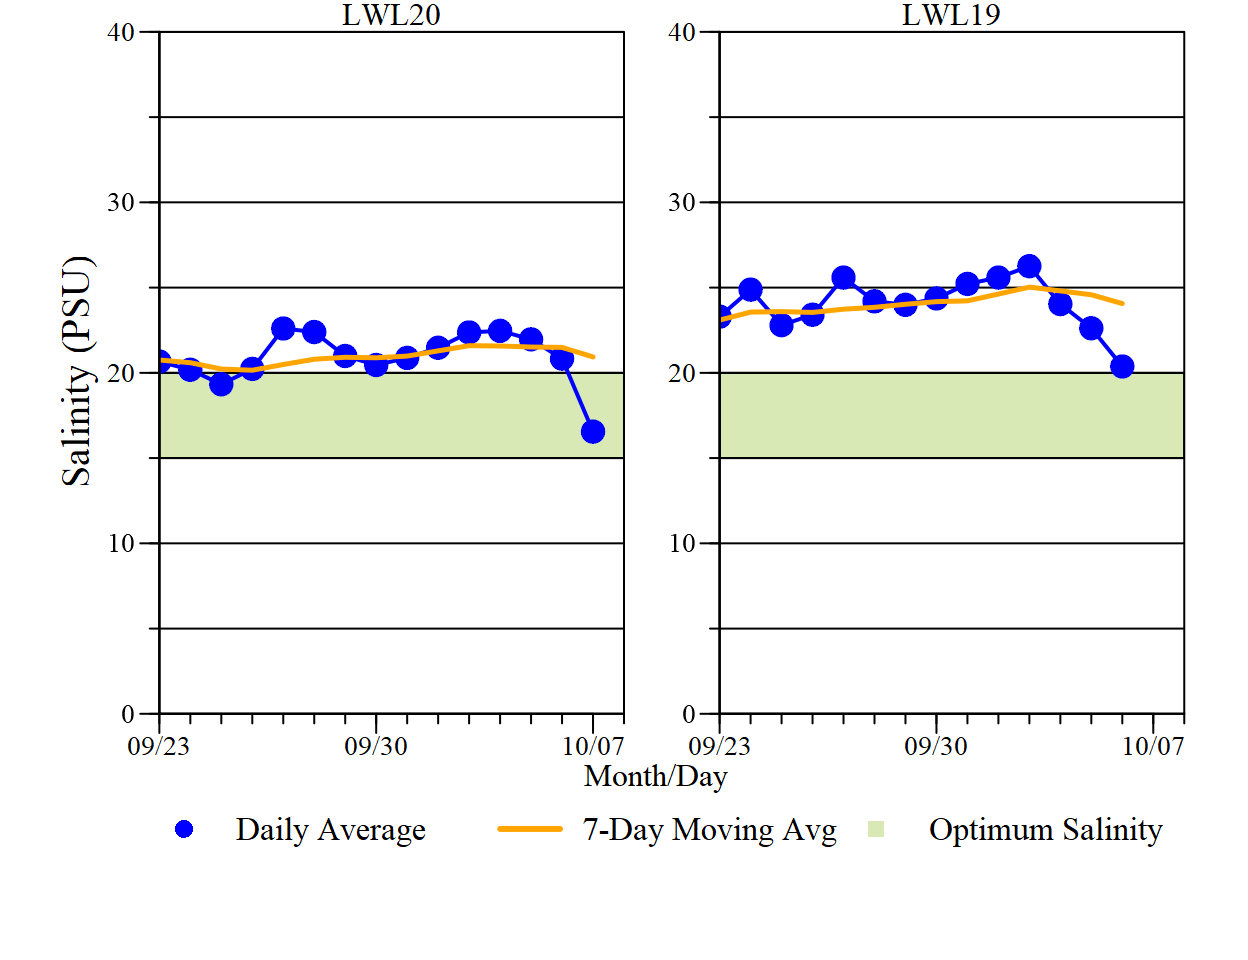 LWL20 LWL19
40 40
30 30
20 20
10 10
0 0
Salinity (PSU)
09/23 09/30 10/07 09/23 09/30 10/07
Month/Day
Daily Average 7-Day Moving Avg Optimum Salinity